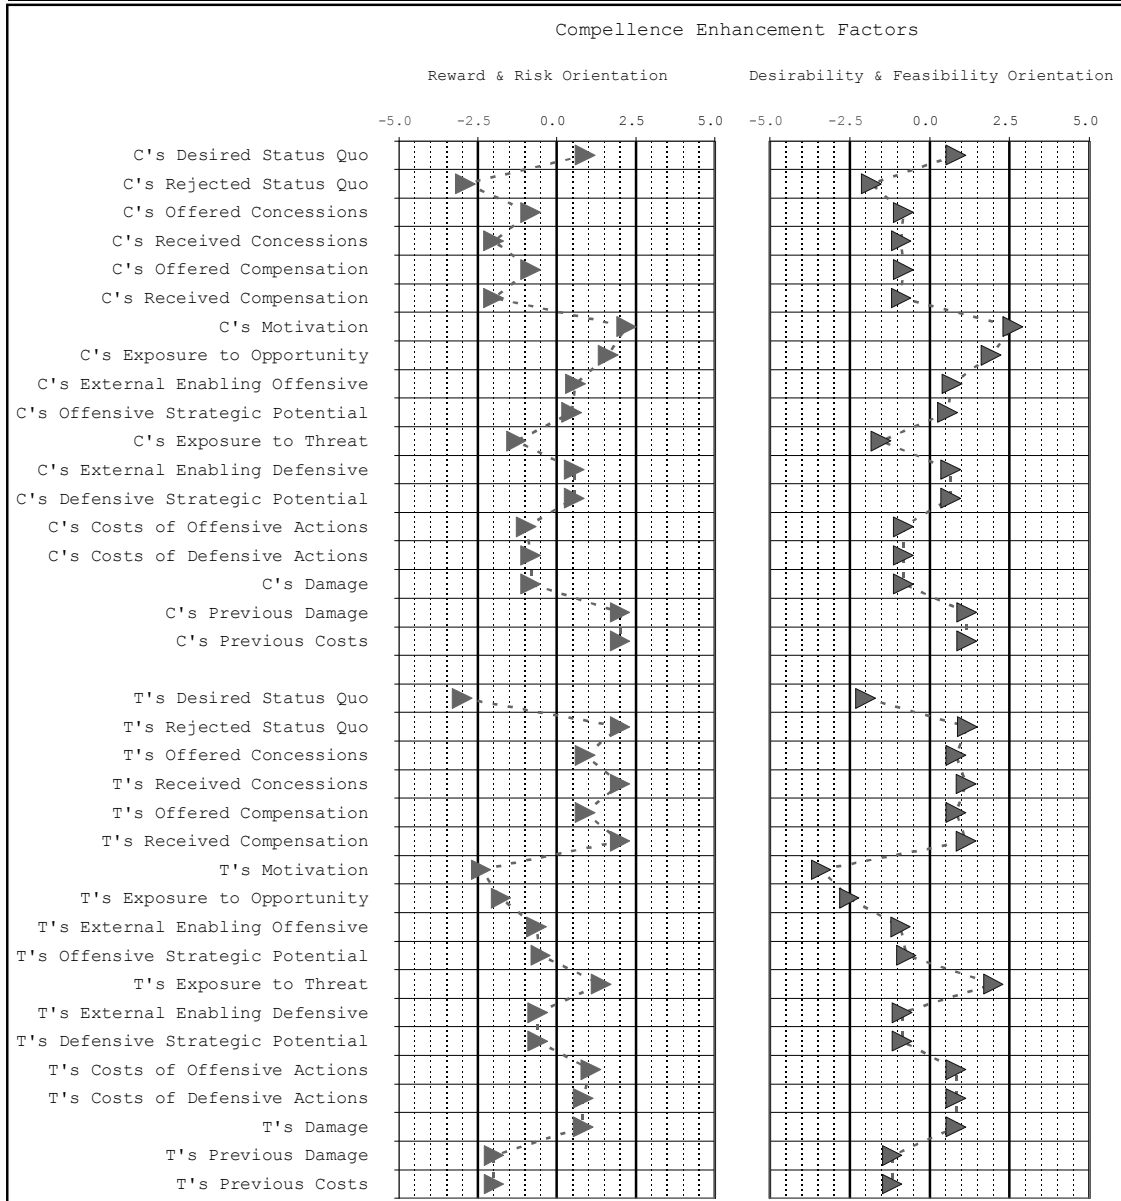 Compellence Enhancement Factors
Reward & Risk Orientation Desirability & Feasibility Orientation
-5.0 -2.5 0.0 2.5 5.0 -5.0 -2.5 0.0 2.5 5.0
C's Desired Status Quo
C's Rejected Status Quo
C's Offered Concessions
C's Received Concessions
C's Offered Compensation
C's Received Compensation
C's Motivation
C's Exposure to Opportunity
C's External Enabling Offensive
C's Offensive Strategic Potential
C's Exposure to Threat
C's External Enabling Defensive
C's Defensive Strategic Potential
C's Costs of Offensive Actions
C's Costs of Defensive Actions
C's Damage
C's Previous Damage
C's Previous Costs
T's Desired Status Quo
T's Rejected Status Quo
T's Offered Concessions
T's Received Concessions
T's Offered Compensation
T's Received Compensation
T's Motivation
T's Exposure to Opportunity
T's External Enabling Offensive
T's Offensive Strategic Potential
T's Exposure to Threat
T's External Enabling Defensive
T's Defensive Strategic Potential
T's Costs of Offensive Actions
T's Costs of Defensive Actions
T's Damage
T's Previous Damage
T's Previous Costs